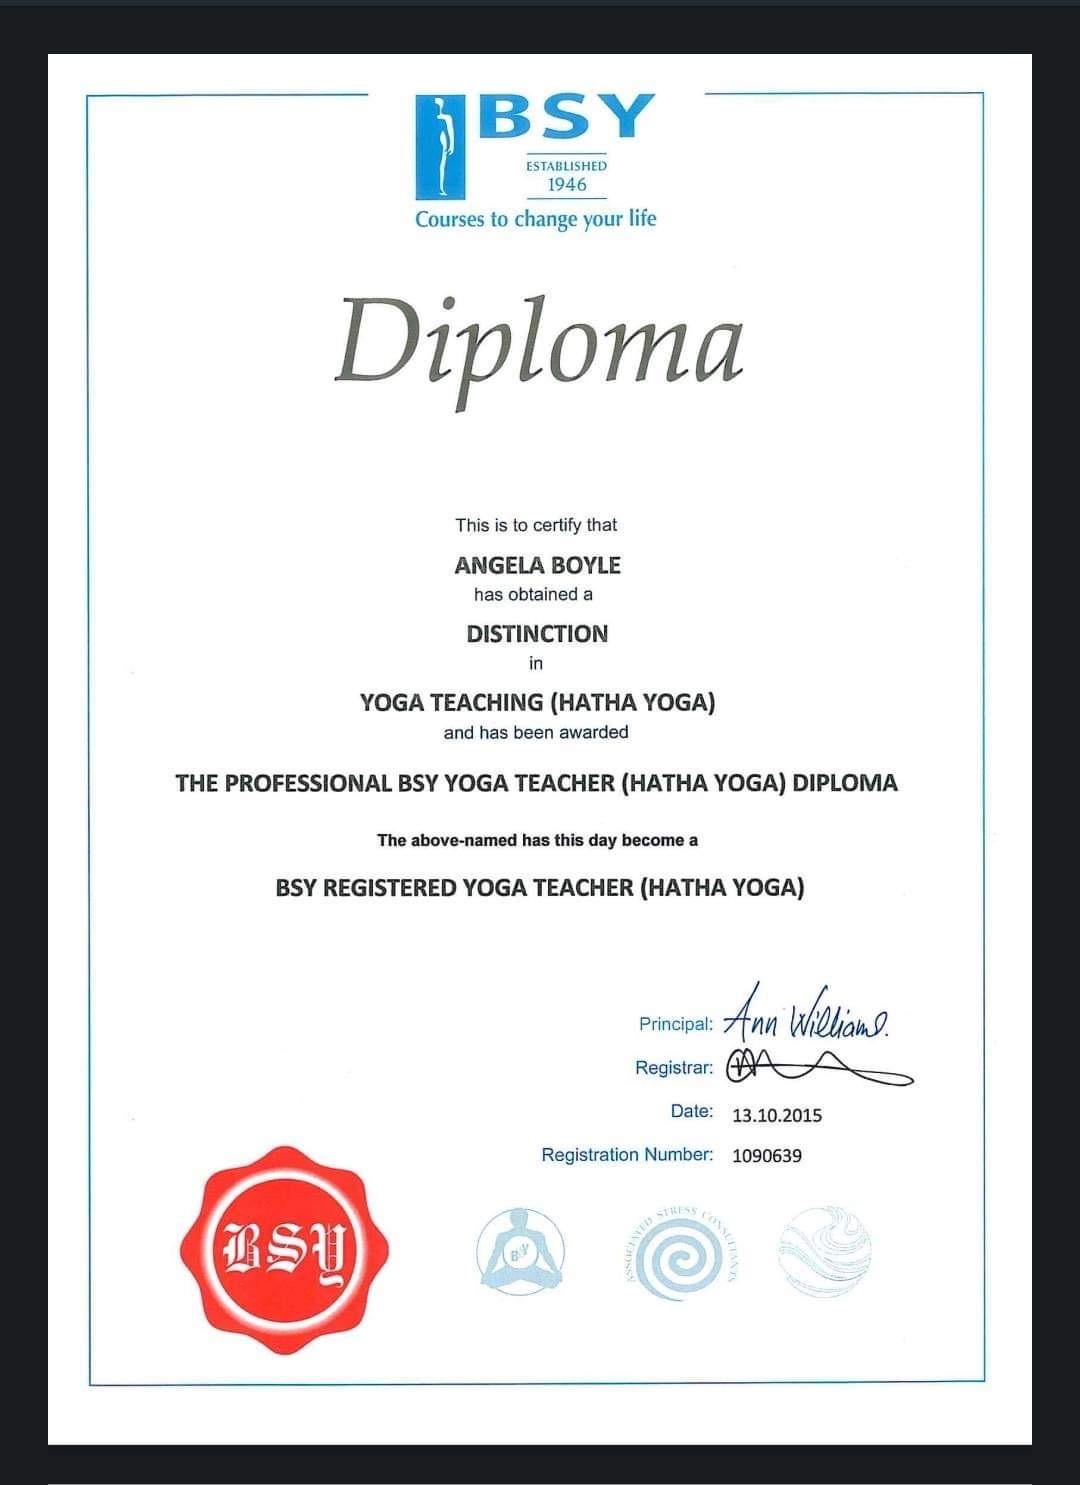 BSY
ESTABLISHED
1946
Courses to change your life
Diploma
This is to certify that
ANGELA BOYLE
has obtained a
DISTINCTION
in
YOGA TEACHING (HATHA YOGA)
and has been awarded
THE PROFESSIONAL BSY YOGA TEACHER (HATHA YOGA) DIPLOMA
The above-named has this day become a
BSY REGISTERED YOGA TEACHER (HATHA YOGA)
Principal: Ann Williams.
Registrar:
Date: 13.10.2015
Registration Number: 1090639
BSY
BSY
ASSOCIATED STRESS CONSULTANTS